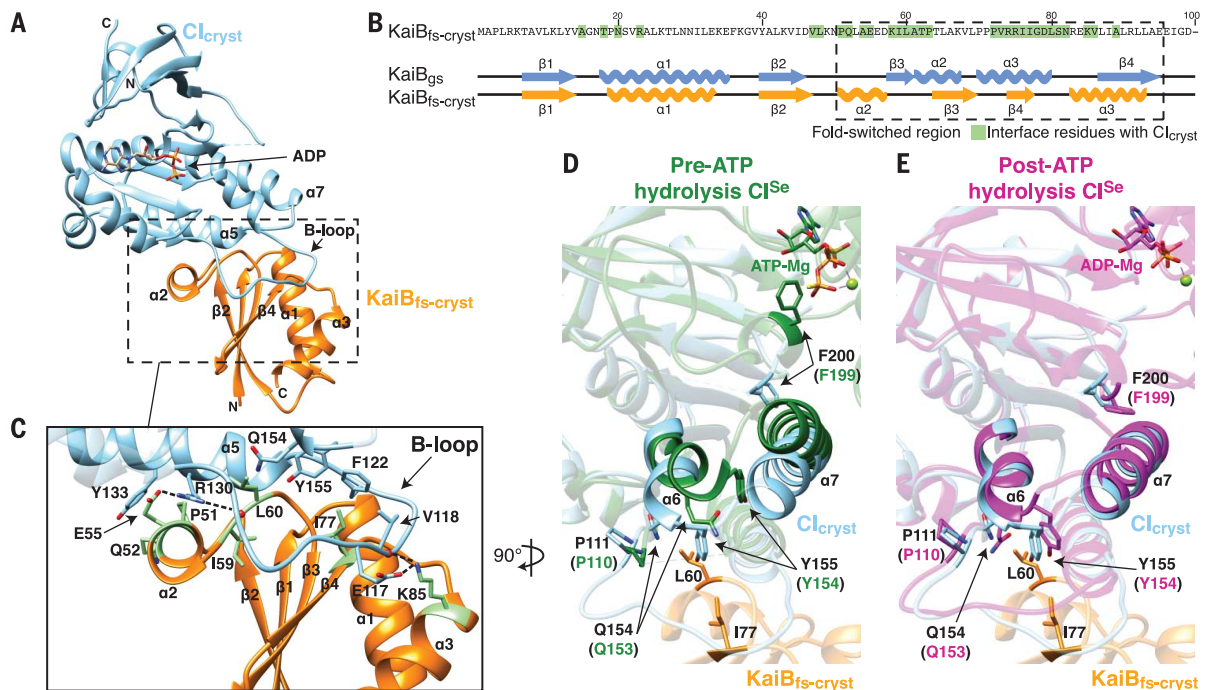 A
C
CIcryst
N
ADP
α7
α5
B-loop
α2
β2
β4
α1
α3
KaiBfs-cryst
N
C
B
20 40 60 80 100
KaiBfs-cryst MAPLRKTAVLKLYVAGNTPNSVRALKTLNNILEKEFKGVYALKVIDVLKNPQLAEEDKILATPTLAKVLPPPVRRIIGDLSNREKVLIALRLLAEEIGD–
KaiBgs
β1 α1 β2 β3 α2 α3 β4
KaiBfs-cryst
β1 α1 β2 α2 β3 β4 α3
Fold-switched region
Interface residues with CIcryst
C
Q154
α5
B-loop
F122
Y155
R130
Y133
P51
L60
I77
V118
E55
Q52
I59
β3
β4
β1
β2
E117
K85
α2
α1
α3
90°
D
Pre-ATP
hydrolysis CISe
ATP-Mg
F200
(F199)
α6
α7
CIcryst
P111
(P110)
Y155
(Y154)
L60
Q154
(Q153)
I77
KaiBfs-cryst
E
Post-ATP
hydrolysis CISe
ADP-Mg
F200
(F199)
α6
α7
CIcryst
P111
(P110)
L60
Y155
(Y154)
Q154
(Q153)
I77
KaiBfs-cryst